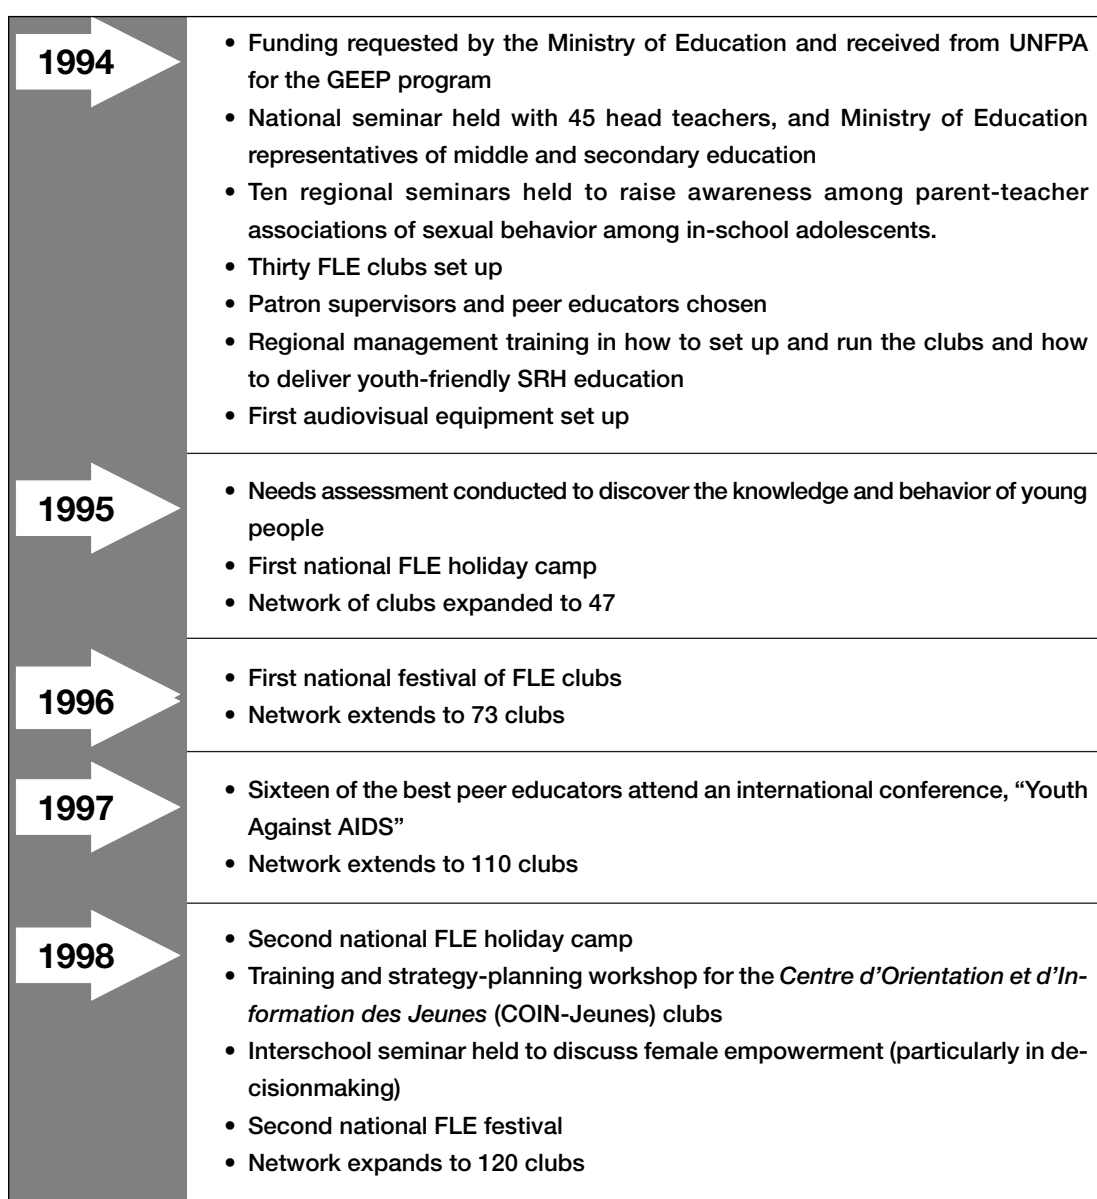 1994
• Funding requested by the Ministry of Education and received from UNFPA
for the GEEP program
• National seminar held with 45 head teachers, and Ministry of Education
representatives of middle and secondary education
• Ten regional seminars held to raise awareness among parent-teacher
associations of sexual behavior among in-school adolescents.
• Thirty FLE clubs set up
• Patron supervisors and peer educators chosen
• Regional management training in how to set up and run the clubs and how
to deliver youth-friendly SRH education
• First audiovisual equipment set up
1995
• Needs assessment conducted to discover the knowledge and behavior of young
people
• First national FLE holiday camp
• Network of clubs expanded to 47
1996
• First national festival of FLE clubs
• Network extends to 73 clubs
1997
• Sixteen of the best peer educators attend an international conference, “Youth
Against AIDS”
• Network extends to 110 clubs
1998
• Second national FLE holiday camp
• Training and strategy-planning workshop for the Centre d'Orientation et d'In-
formation des Jeunes (COIN-Jeunes) clubs
• Interschool seminar held to discuss female empowerment (particularly in de-
cisionmaking)
• Second national FLE festival
• Network expands to 120 clubs